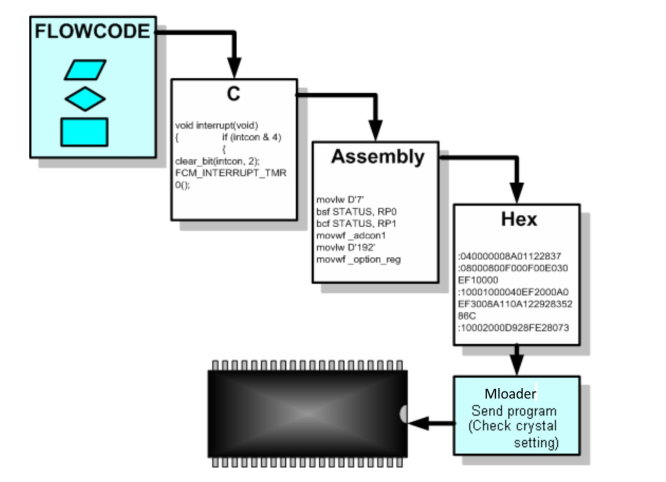 FLOWCODE
C
void interrupt(void)
{ if (intcon & 4)
{
clear_bit(intcon, 2);
FCM_INTERRUPT_TMR
0();
Assembly
movlw D'7'
bsf STATUS, RP0
bcf STATUS, RP1
movwf _adcon1
movlw D'192'
movwf _option_reg
Hex
:040000008A01122837
:08000800F000F00E030
EF10000
:10001000040EF2000A0
EF3008A110A122928352
86C
:10002000D928FE28073
Mloader
Send program
(Check crystal
setting)